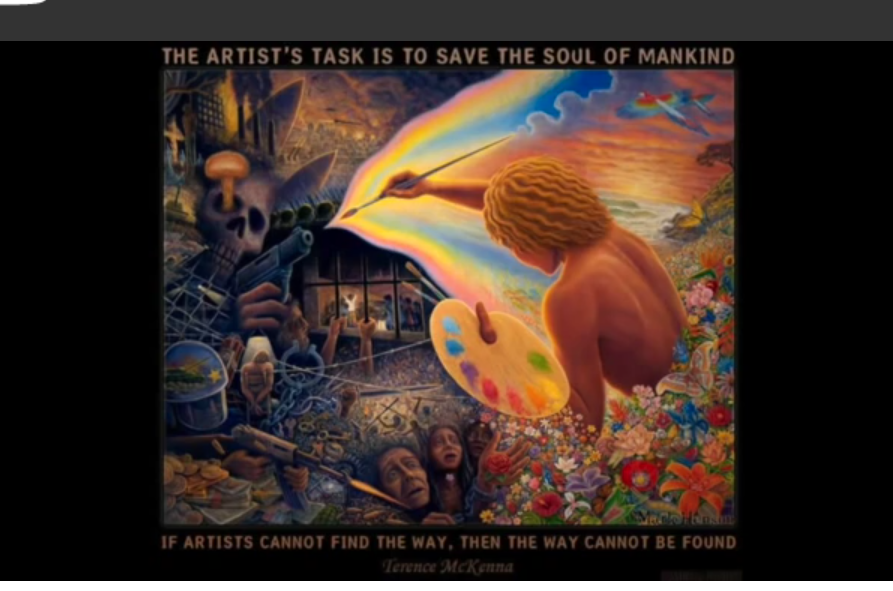 THE ARTIST'S TASK IS TO SAVE THE SOUL OF MANKIND
IF ARTISTS CANNOT FIND THE WAY, THEN THE WAY CANNOT BE FOUND
Terence McKenna